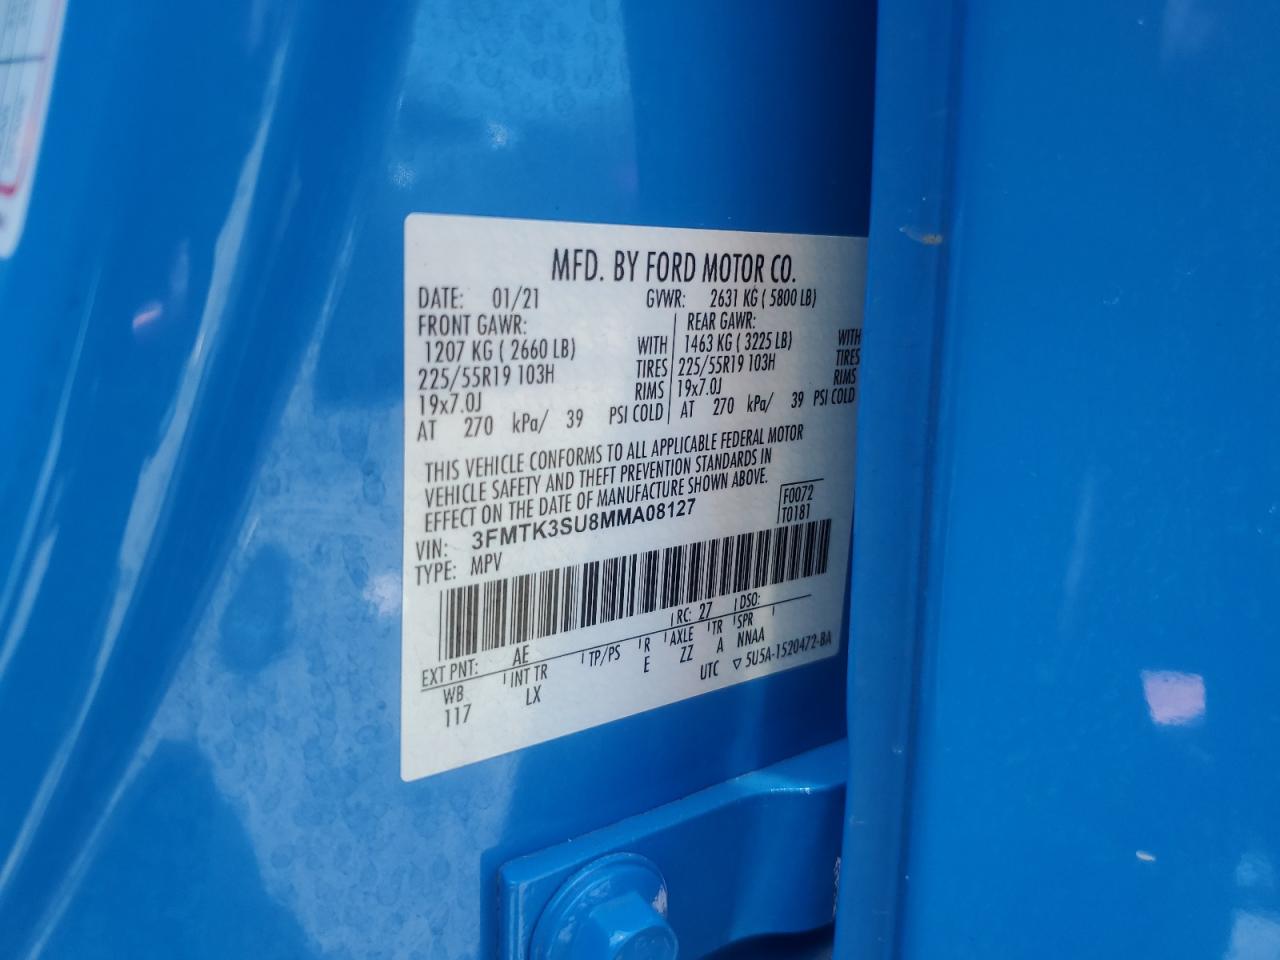 MFD. BY FORD MOTOR CO.
DATE: 01/21 GVWR: 2631 KG ( 5800 LB)
FRONT GAWR: REAR GAWR:
1207 KG ( 2660 LB) WITH 1463 KG ( 3225 LB) WITH
225/55R19 103H TIRES 225/55R19 103H TIRES
19x7.0J RIMS 19x7.0J RIMS
AT 270 kPa/ 39 PSI COLD AT 270 kPa/ 39 PSI COLD
THIS VEHICLE CONFORMS TO ALL APPLICABLE FEDERAL MOTOR
VEHICLE SAFETY AND THEFT PREVENTION STANDARDS IN
EFFECT ON THE DATE OF MANUFACTURE SHOWN ABOVE.
F0072
VIN: 3FMTK3SU8MMA08127 T0181
TYPE: MPV
EXT PNT: AE RC: 27 DSO:
WB INT TR TP/PS R AXLE TR SPR
117 LX E ZZ A NNAA
UTC ▽ 5U5A-1520472-BA